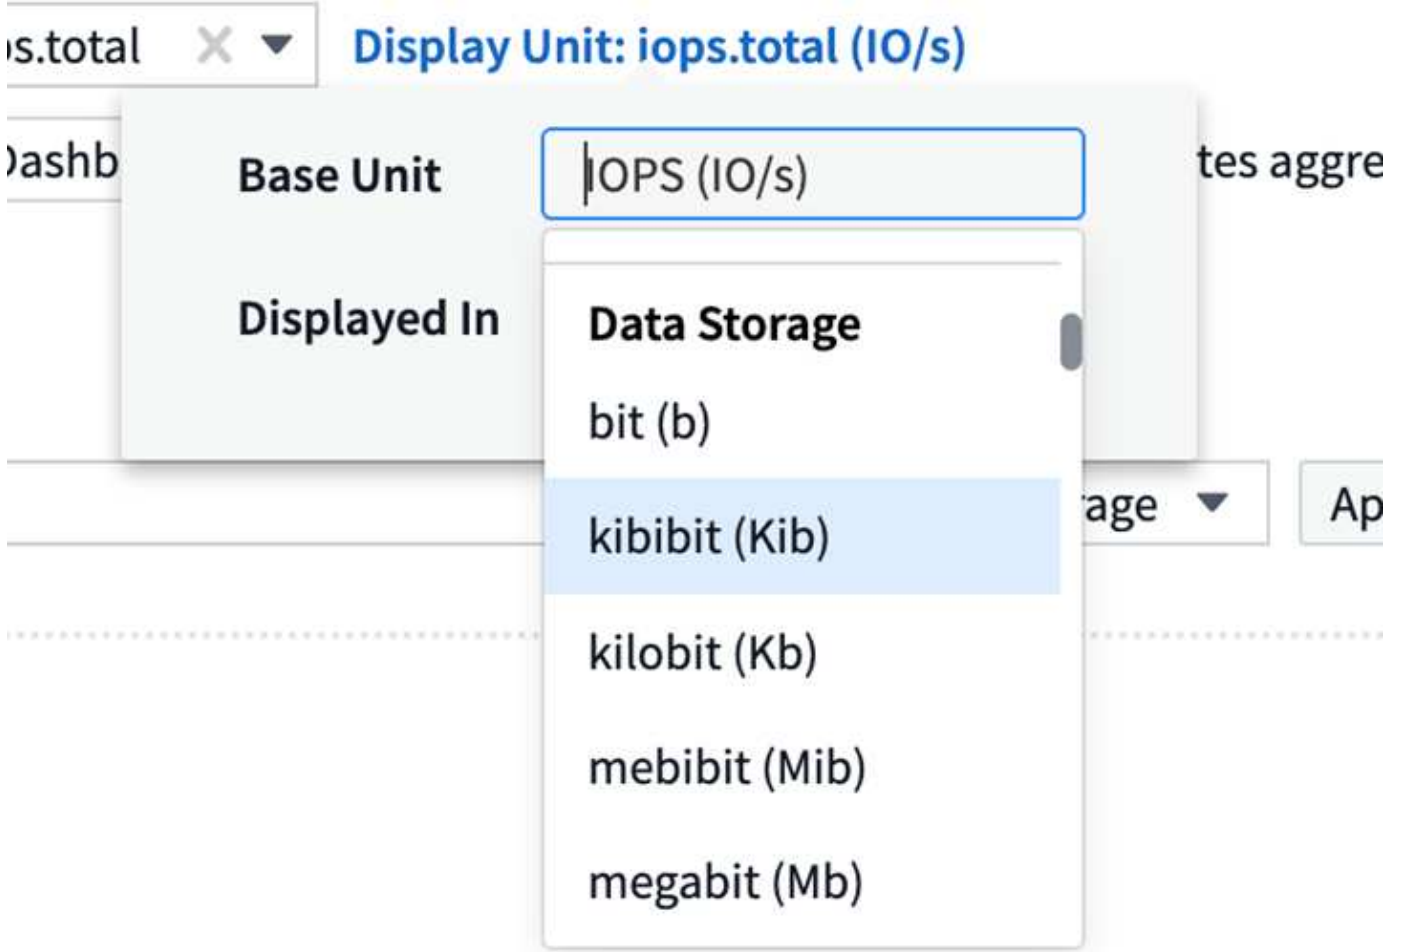 s.total Display Unit: iops.total (IO/s)
Dashb Base Unit IOPS (IO/s) tes aggre
Displayed In
Data Storage
bit (b)
age Ap
kibibit (Kib)
kilobit (Kb)
mebibit (Mib)
megabit (Mb)